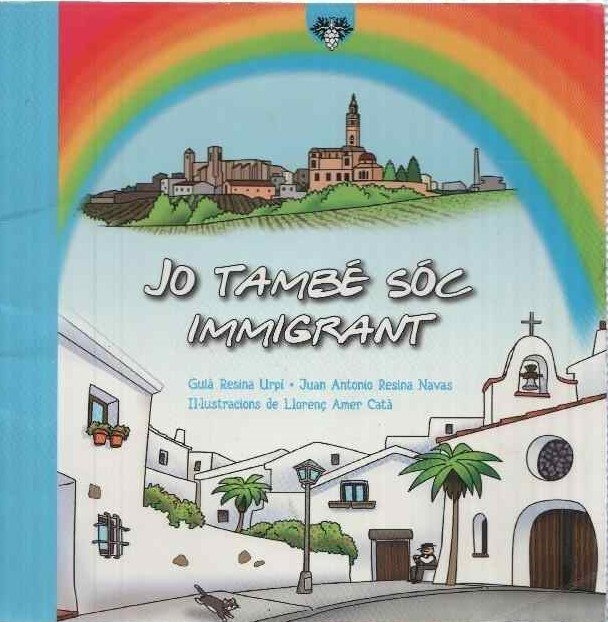 JO TAMBÉ SÓC
IMMIGRANT
Guià Resina Urpí • Juan Antonio Resina Navas
Il·lustracions de Llorenç Amer Catà